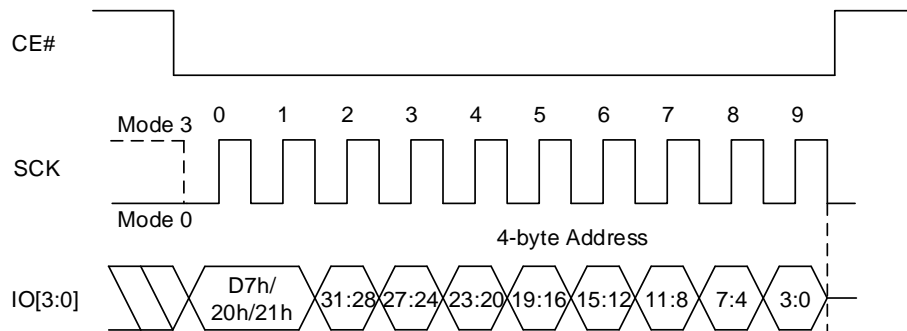 CE#
0 1 2 3 4 5 6 7 8 9
Mode 3
SCK
Mode 0
4-byte Address
IO[3:0]
D7h/
20h/21h
31:28 27:24 23:20 19:16 15:12 11:8 7:4 3:0